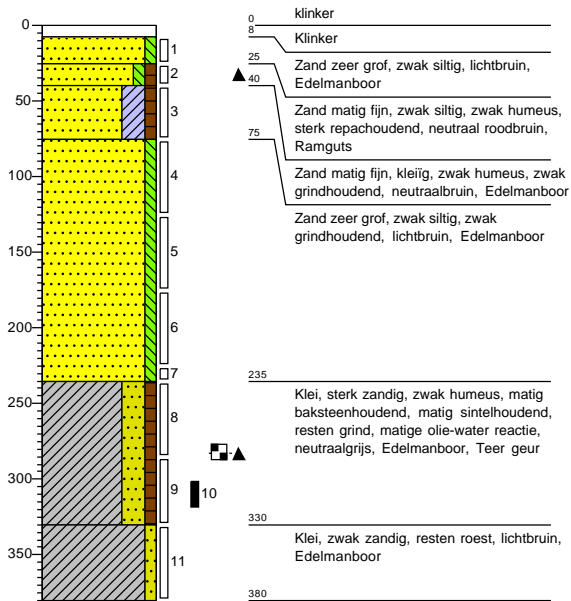 klinker
0
0
8
Klinker
1
25
Zand zeer grof, zwak siltig, lichtbruin,
Edelmanboor
2
40
50
3
Zand matig fijn, zwak siltig, zwak humeus,
sterk repachoudend, neutraal roodbruin,
Ramguts
75
100
4
Zand matig fijn, kleiïg, zwak humeus, zwak
grindhoudend, neutraalbruin, Edelmanboor
Zand zeer grof, zwak siltig, zwak
grindhoudend, lichtbruin, Edelmanboor
150
5
200
6
7
235
250
8
Klei, sterk zandig, zwak humeus, matig
baksteenhoudend, matig sintelhoudend,
resten grind, matige olie-water reactie,
neutraalgrijs, Edelmanboor, Teer geur
300
9
10
330
350
11
Klei, zwak zandig, resten roest, lichtbruin,
Edelmanboor
380